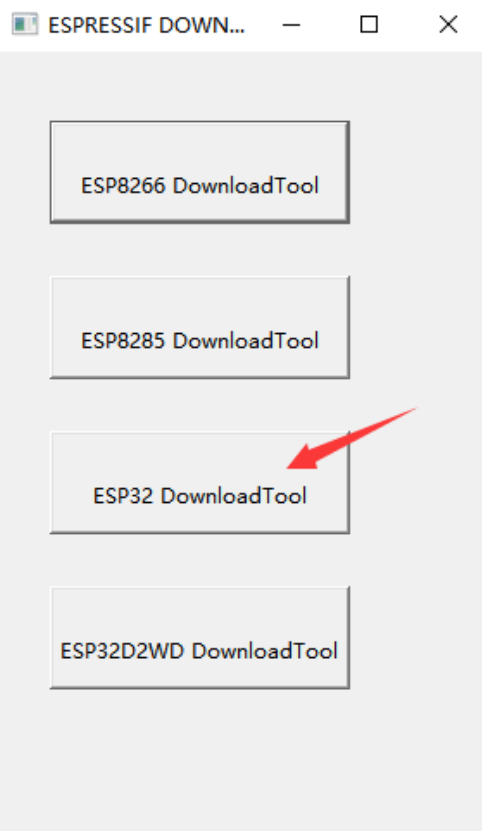 ESPRESSIF DOWN...
ESP8266 DownloadTool
ESP8285 DownloadTool
ESP32 DownloadTool
ESP32D2WD DownloadTool